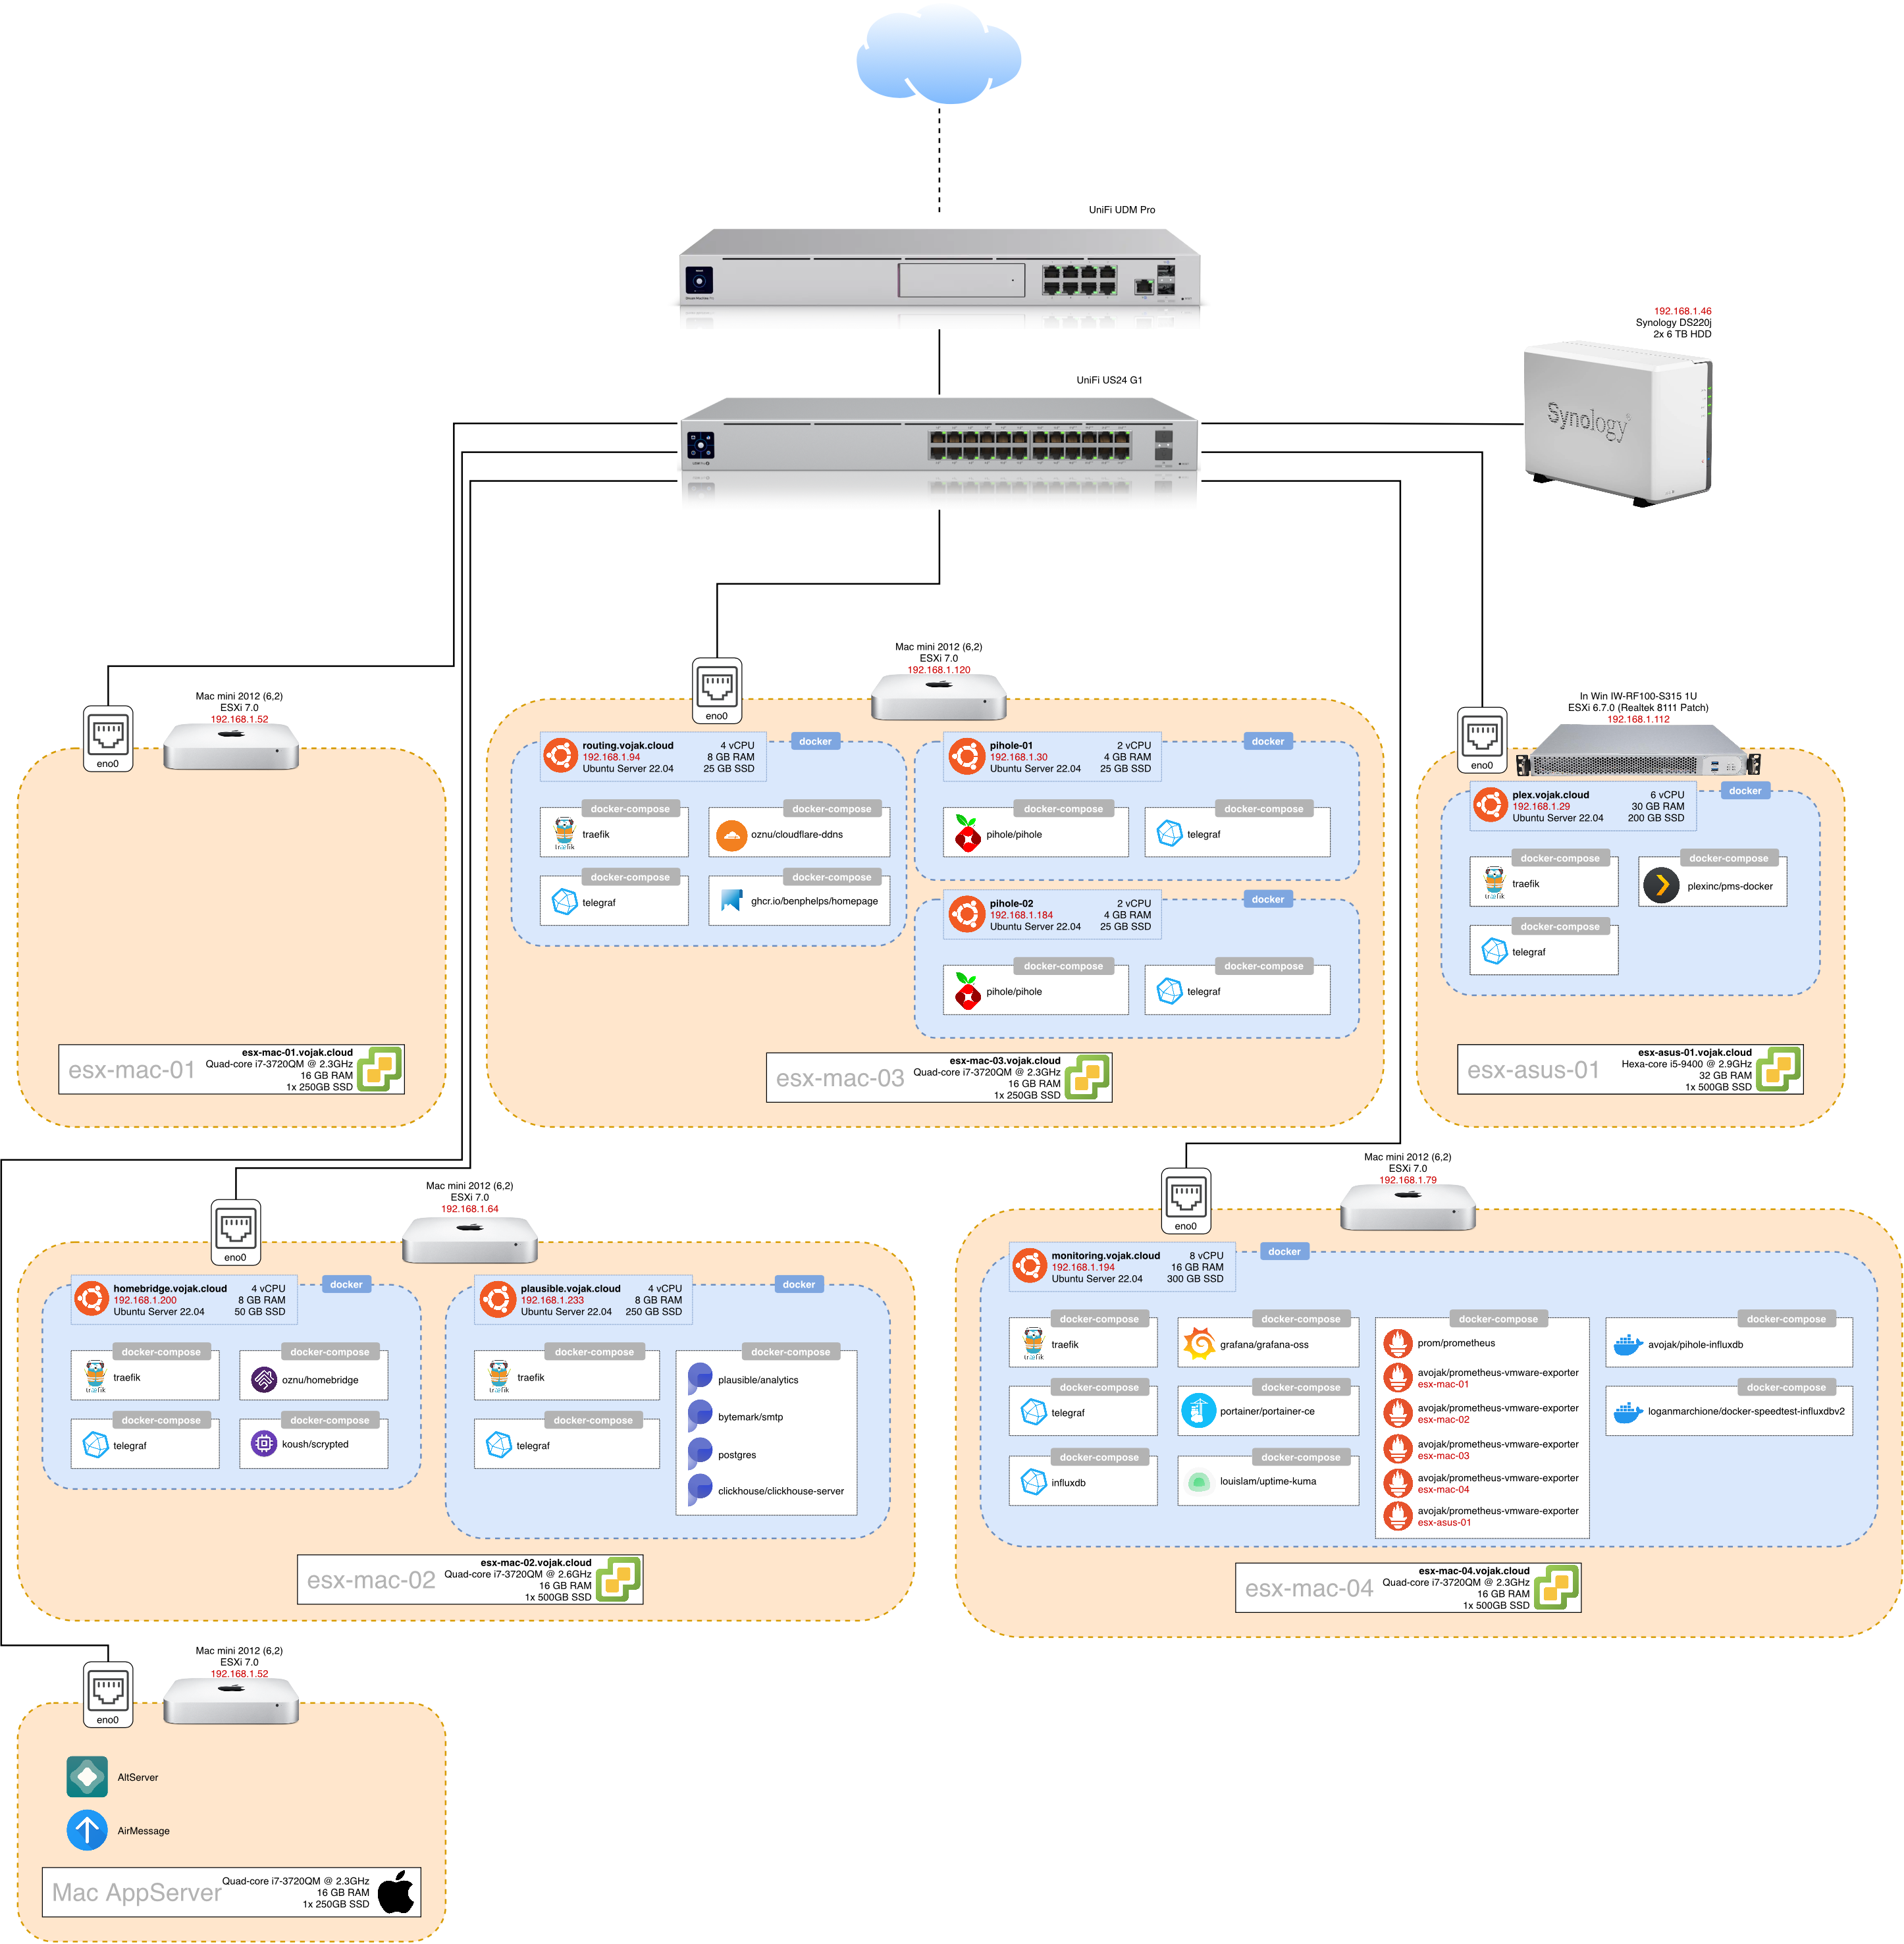 UniFi UDM Pro
192.168.1.46
Synology DS220j
2x 6 TB HDD
Synology
UniFi US24 G1
Mac mini 2012 (6,2)
ESXi 7.0
192.168.1.52
eno0
esx-mac-01
esx-mac-01.vojak.cloud
Quad-core i7-3720QM @ 2.3GHz
16 GB RAM
1x 250GB SSD
Mac mini 2012 (6,2)
ESXi 7.0
192.168.1.120
eno0
routing.vojak.cloud 4 vCPU
192.168.1.94 8 GB RAM
Ubuntu Server 22.04 25 GB SSD
docker
docker-compose
træfik
traefik
docker-compose
oznu/cloudflare-ddns
docker-compose
telegraf
docker-compose
ghcr.io/benphelps/homepage
pihole-01 2 vCPU
192.168.1.30 4 GB RAM
Ubuntu Server 22.04 25 GB SSD
docker
docker-compose
pihole/pihole
docker-compose
telegraf
pihole-02 2 vCPU
192.168.1.184 4 GB RAM
Ubuntu Server 22.04 25 GB SSD
docker
docker-compose
pihole/pihole
docker-compose
telegraf
esx-mac-03
esx-mac-03.vojak.cloud
Quad-core i7-3720QM @ 2.3GHz
16 GB RAM
1x 250GB SSD
In Win IW-RF100-S315 1U
ESXi 6.7.0 (Realtek 8111 Patch)
192.168.1.112
eno0
plex.vojak.cloud 6 vCPU
192.168.1.29 30 GB RAM
Ubuntu Server 22.04 200 GB SSD
docker
docker-compose
træfik
traefik
docker-compose
plexinc/pms-docker
docker-compose
telegraf
esx-asus-01
esx-asus-01.vojak.cloud
Hexa-core i5-9400 @ 2.9GHz
32 GB RAM
1x 500GB SSD
Mac mini 2012 (6,2)
ESXi 7.0
192.168.1.64
eno0
homebridge.vojak.cloud 4 vCPU
192.168.1.200 8 GB RAM
Ubuntu Server 22.04 50 GB SSD
docker
docker-compose
træfik
traefik
docker-compose
oznu/homebridge
docker-compose
telegraf
docker-compose
koush/scrypted
plausible.vojak.cloud 4 vCPU
192.168.1.233 8 GB RAM
Ubuntu Server 22.04 250 GB SSD
docker
docker-compose
træfik
traefik
docker-compose
telegraf
docker-compose
plausible/analytics
bytemark/smtp
postgres
clickhouse/clickhouse-server
esx-mac-02
esx-mac-02.vojak.cloud
Quad-core i7-3720QM @ 2.6GHz
16 GB RAM
1x 500GB SSD
Mac mini 2012 (6,2)
ESXi 7.0
192.168.1.79
eno0
monitoring.vojak.cloud 8 vCPU
192.168.1.194 16 GB RAM
Ubuntu Server 22.04 300 GB SSD
docker
docker-compose
træfik
traefik
docker-compose
grafana/grafana-oss
docker-compose
telegraf
docker-compose
portainer/portainer-ce
docker-compose
influxdb
docker-compose
louislam/uptime-kuma
docker-compose
prom/prometheus
avojak/prometheus-vmware-exporter
esx-mac-01
avojak/prometheus-vmware-exporter
esx-mac-02
avojak/prometheus-vmware-exporter
esx-mac-03
avojak/prometheus-vmware-exporter
esx-mac-04
avojak/prometheus-vmware-exporter
esx-asus-01
docker-compose
avojak/pihole-influxdb
docker-compose
loganmarchione/docker-speedtest-influxdbv2
esx-mac-04
esx-mac-04.vojak.cloud
Quad-core i7-3720QM @ 2.3GHz
16 GB RAM
1x 500GB SSD
Mac mini 2012 (6,2)
ESXi 7.0
192.168.1.52
eno0
AltServer
AirMessage
Mac AppServer
Quad-core i7-3720QM @ 2.3GHz
16 GB RAM
1x 250GB SSD